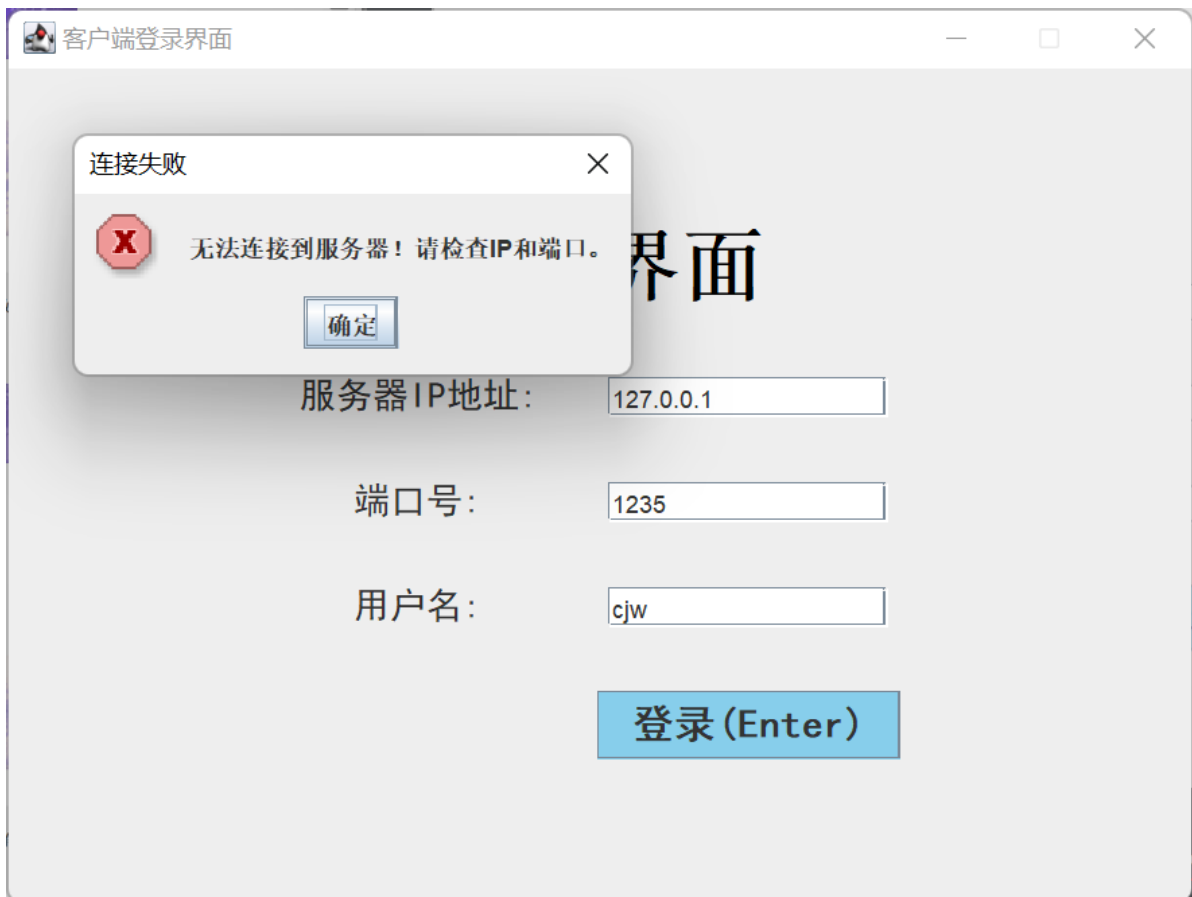 客户端登录界面
连接失败
无法连接到服务器！请检查IP和端口。
确定
界面
服务器IP地址: 127.0.0.1
端口号: 1235
用户名: cjw
登录(Enter)